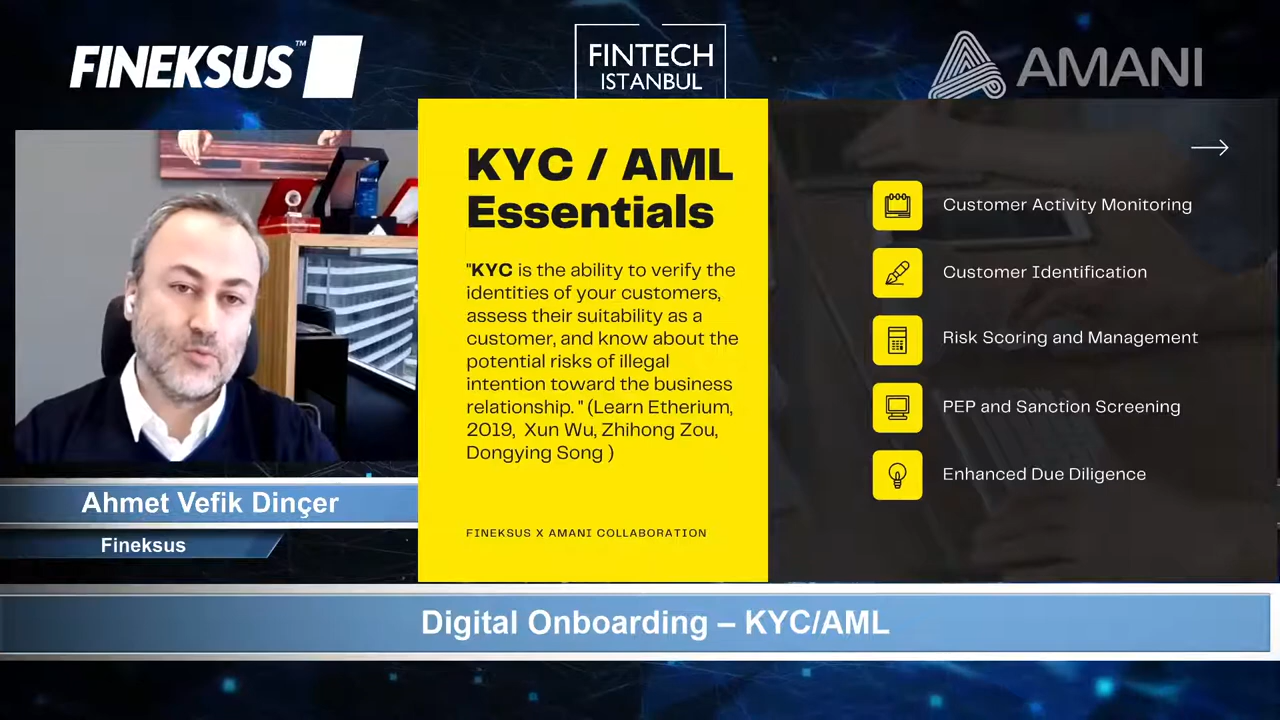 FINEKSUS™
FINTECH
ISTANBUL
AMANI
KYC / AML
Essentials
"KYC is the ability to verify the
identities of your customers,
assess their suitability as a
customer, and know about the
potential risks of illegal
intention toward the business
relationship. " (Learn Etherium,
2019,  Xun Wu, Zhihong Zou,
Dongying Song )
FINEKSUS X AMANI COLLABORATION
Customer Activity Monitoring
Customer Identification
Risk Scoring and Management
PEP and Sanction Screening
Enhanced Due Diligence
Ahmet Vefik Dinçer
Fineksus
Digital Onboarding – KYC/AML